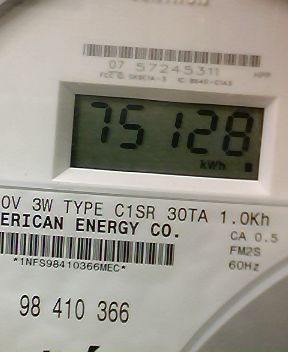 07 57245311
75128
kWh
0V 3W TYPE C1SR 30TA 1.0Kh
ERICAN ENERGY CO.
CA 0.5
FM2S
60Hz
*1NFS98410366MEC*
98 410 366